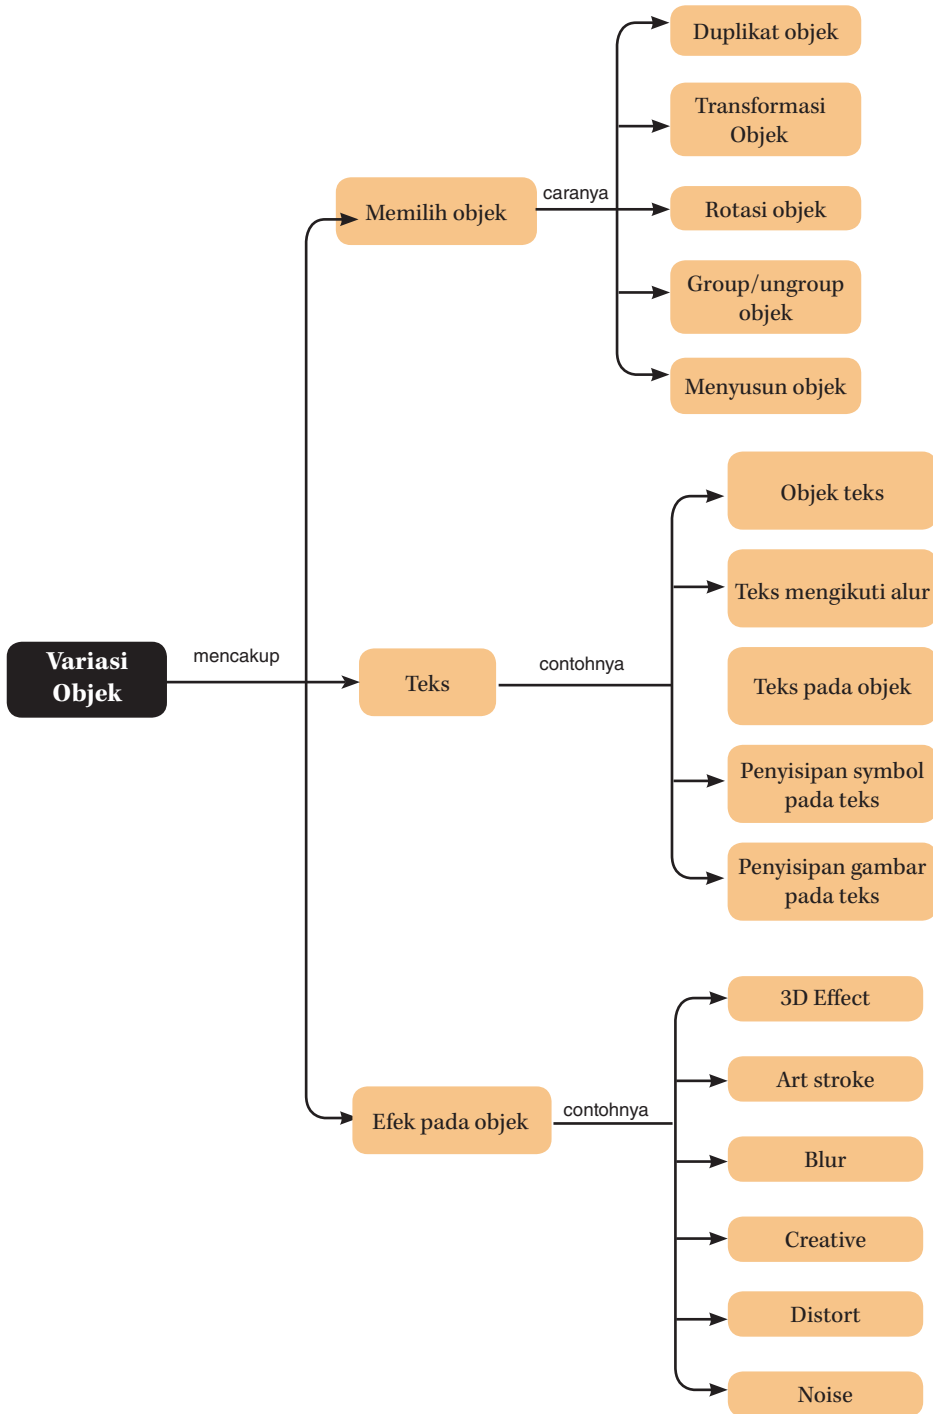 Duplikat objek
Transformasi
Objek
caranya
Memilih objek
Rotasi objek
Group/ungroup
objek
Menyusun objek
Objek teks
Teks mengikuti alur
Variasi
Objek
mencakup
Teks
contohnya
Teks pada objek
Penyisipan symbol
pada teks
Penyisipan gambar
pada teks
3D Effect
Art stroke
Efek pada objek
contohnya
Blur
Creative
Distort
Noise